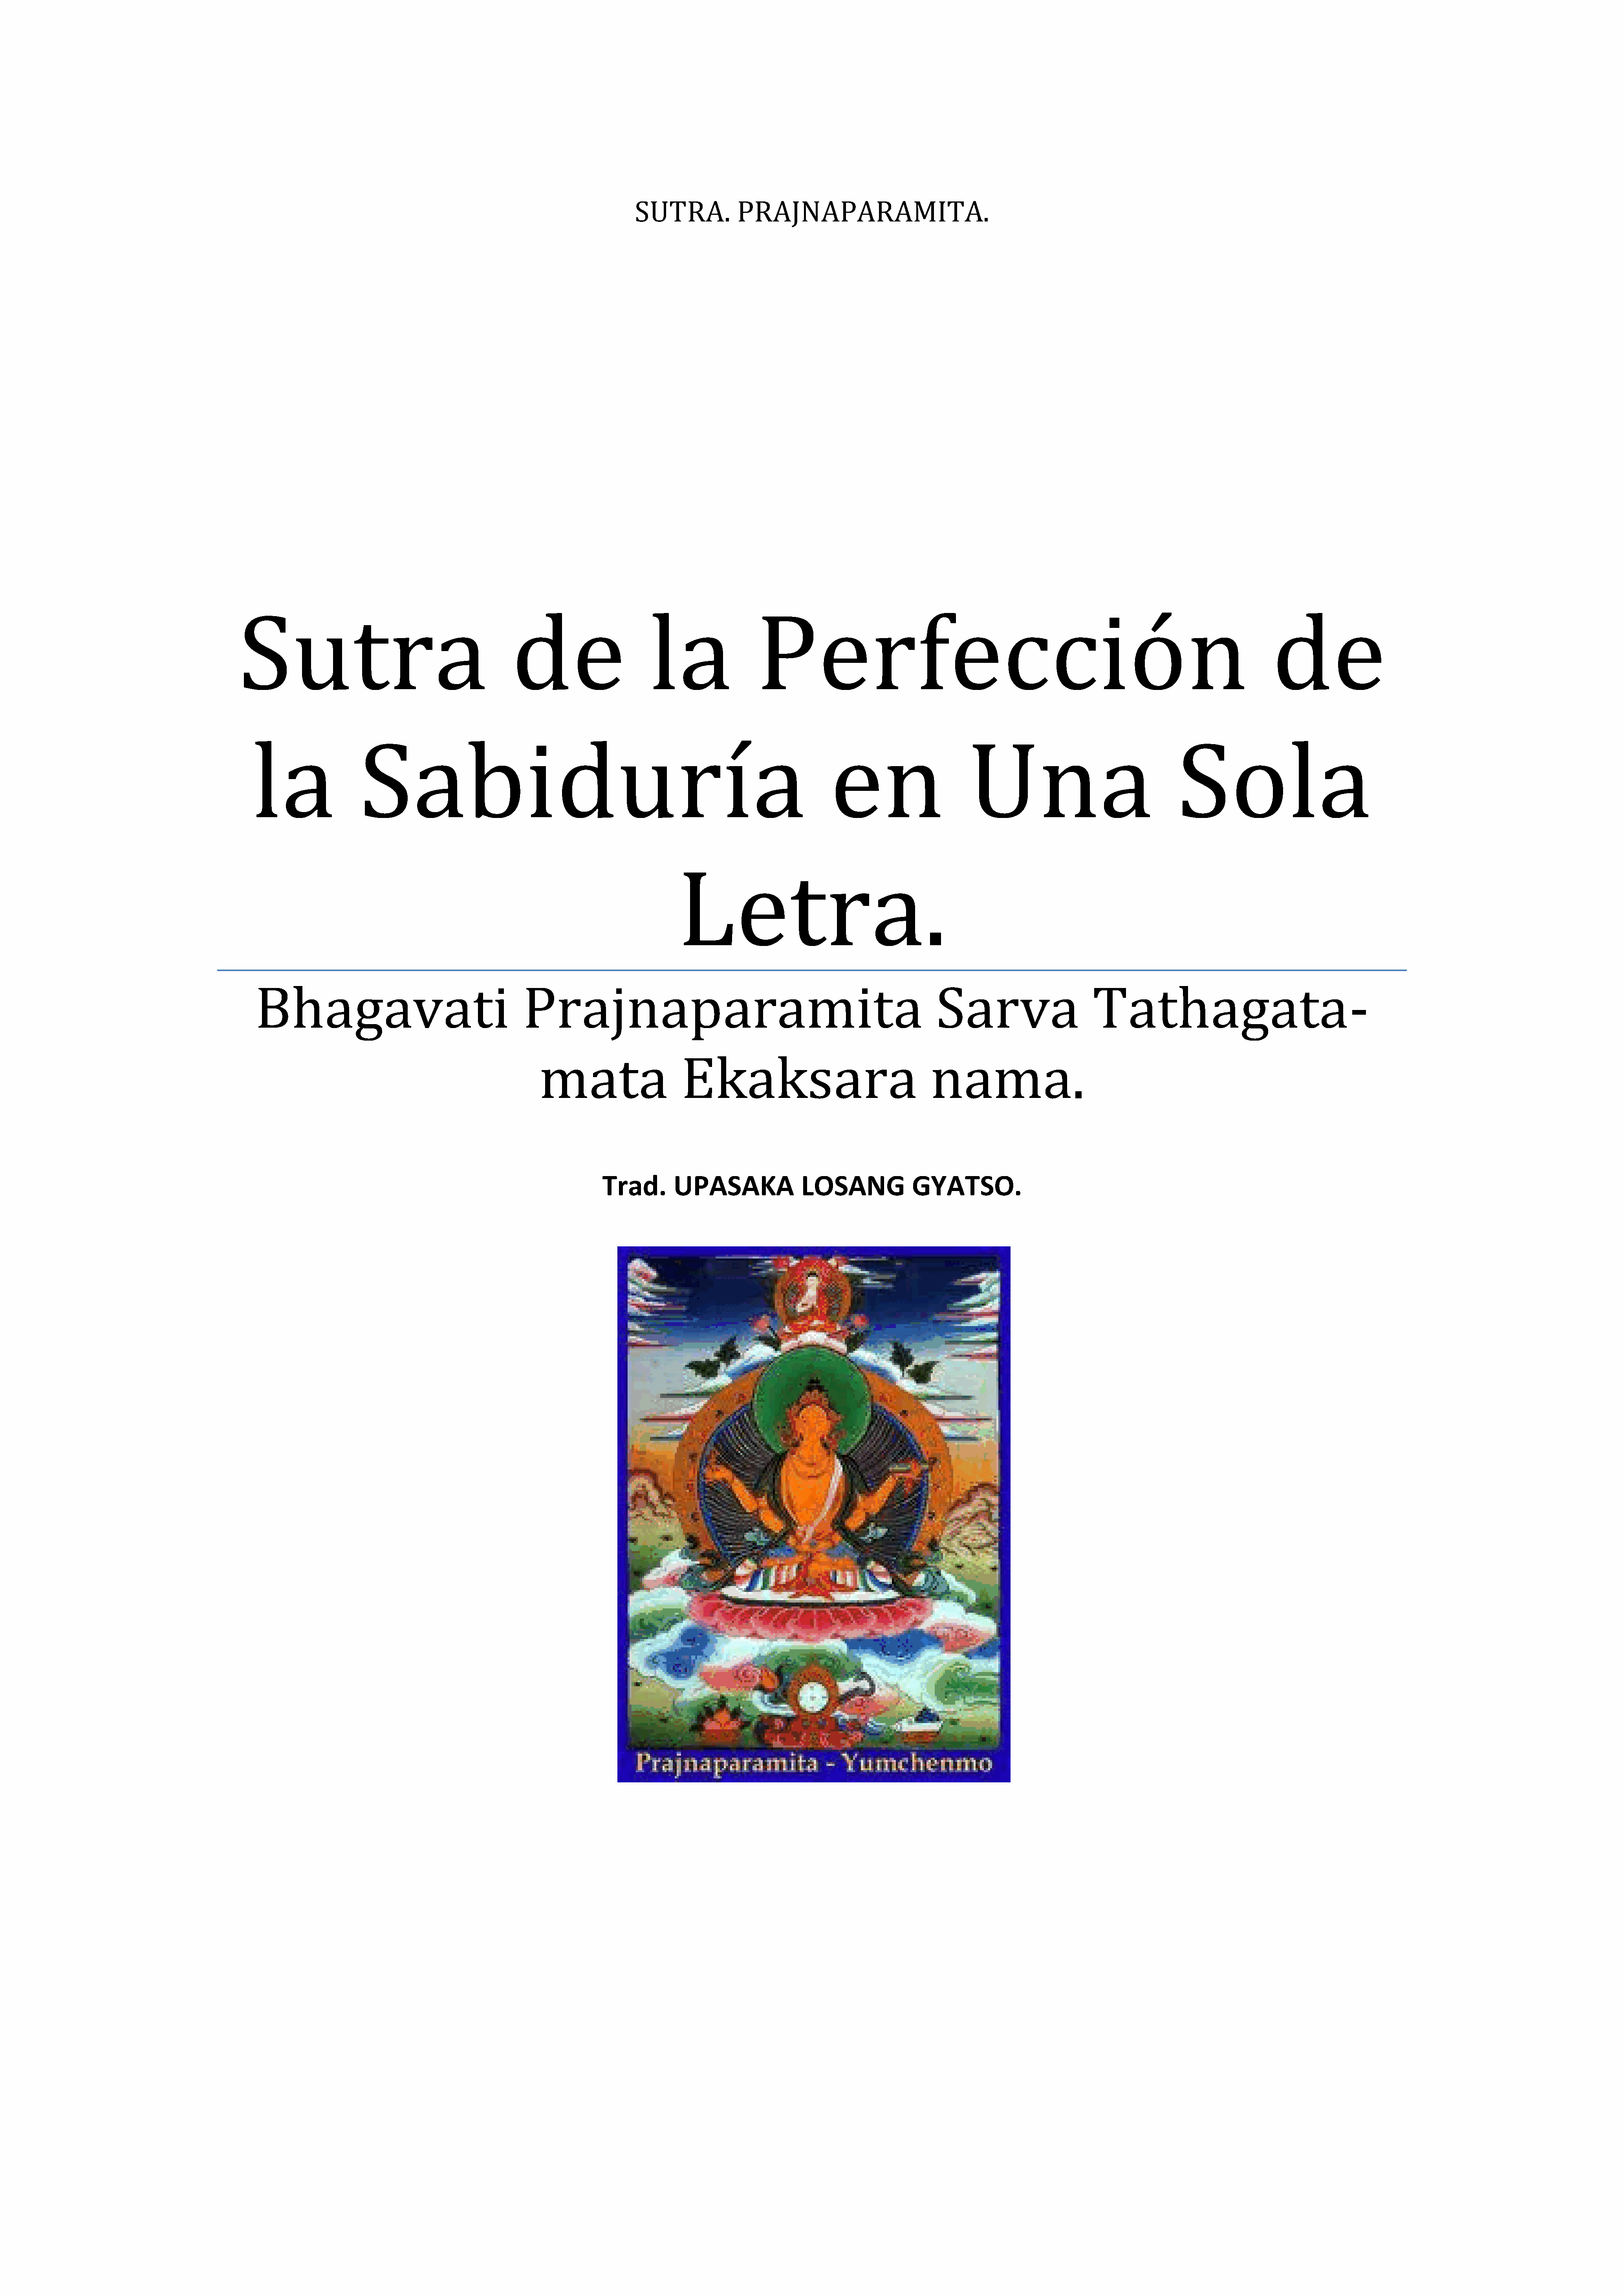 SUTRA. PRAJNAPARAMITA.
Sutra de la Perfección de
la Sabiduría en Una Sola
Letra.
Bhagavati Prajnaparamita Sarva Tathagata-
mata Ekaksara nama.
Trad. UPASAKA LOSANG GYATSO.
Prajnaparamita - Yumchenmo